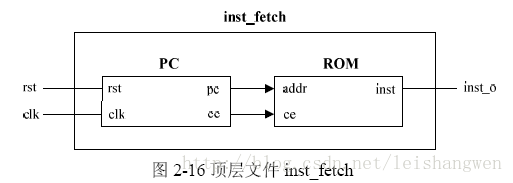 inst_fetch
PC
ROM
rst
rst
pc
addr
inst
inst_o
clk
clk
ce
ce
http://blog.csdn.net/leishangwen
图 2-16 顶层文件 inst_fetch